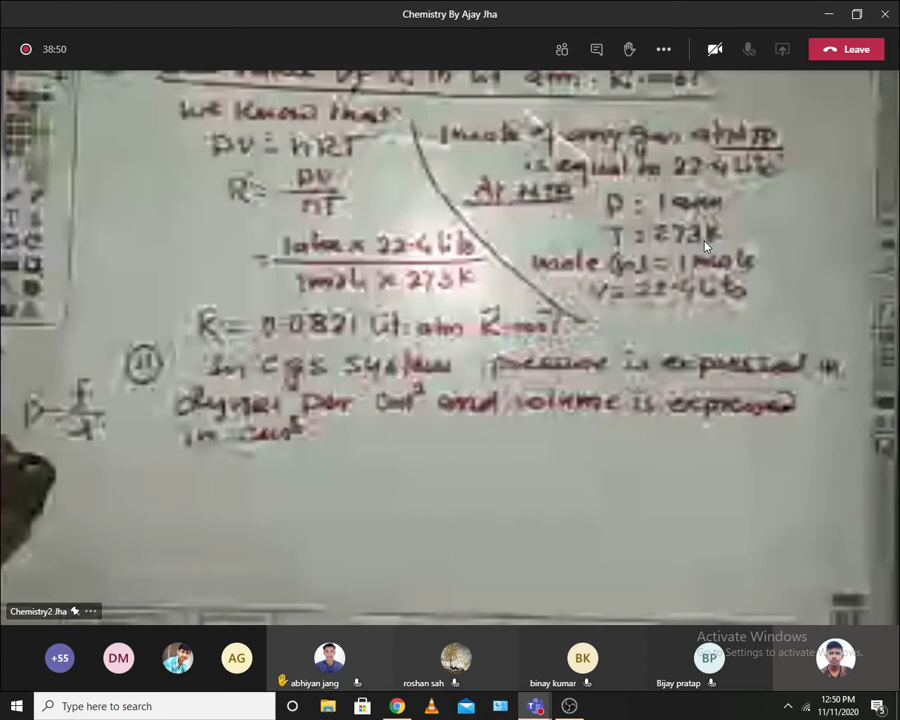 Chemistry By Ajay Jha
38:50
Leave
We know that
PV = nRT
R = PV
nT
= 1 atm × 22.4 lit
1 mole × 273 K
1 mole of any gas at NTP
is equal to 22.4 lit
At NTP
P = 1 atm
T = 273 K
mole (n) = 1 mole
V = 22.4 lit
R = 0.0821 lit. atm
in cgs system pressure is expressed in
dynes per cm² and volume is expressed
in cm³
Chemistry2 Jha
+55
DM
AG
abhiyan jang
roshan sah
BK
binay kumar
BP
Bijay pratap
Activate Windows
Go to Settings to activate Windows.
Type here to search
12:50 PM
11/11/2020
5